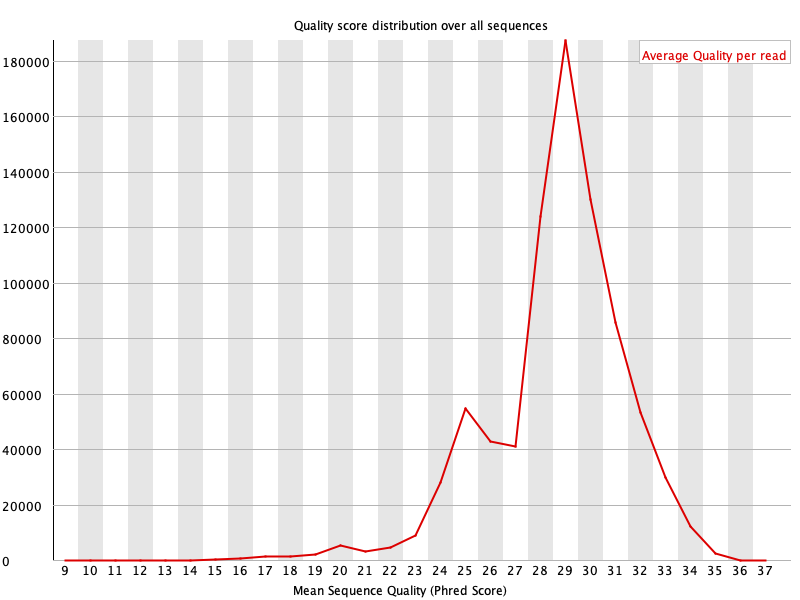 Quality score distribution over all sequences
Average Quality per read
180000
160000
140000
120000
100000
80000
60000
40000
20000
0
9 10 11 12 13 14 15 16 17 18 19 20 21 22 23 24 25 26 27 28 29 30 31 32 33 34 35 36 37
Mean Sequence Quality (Phred Score)